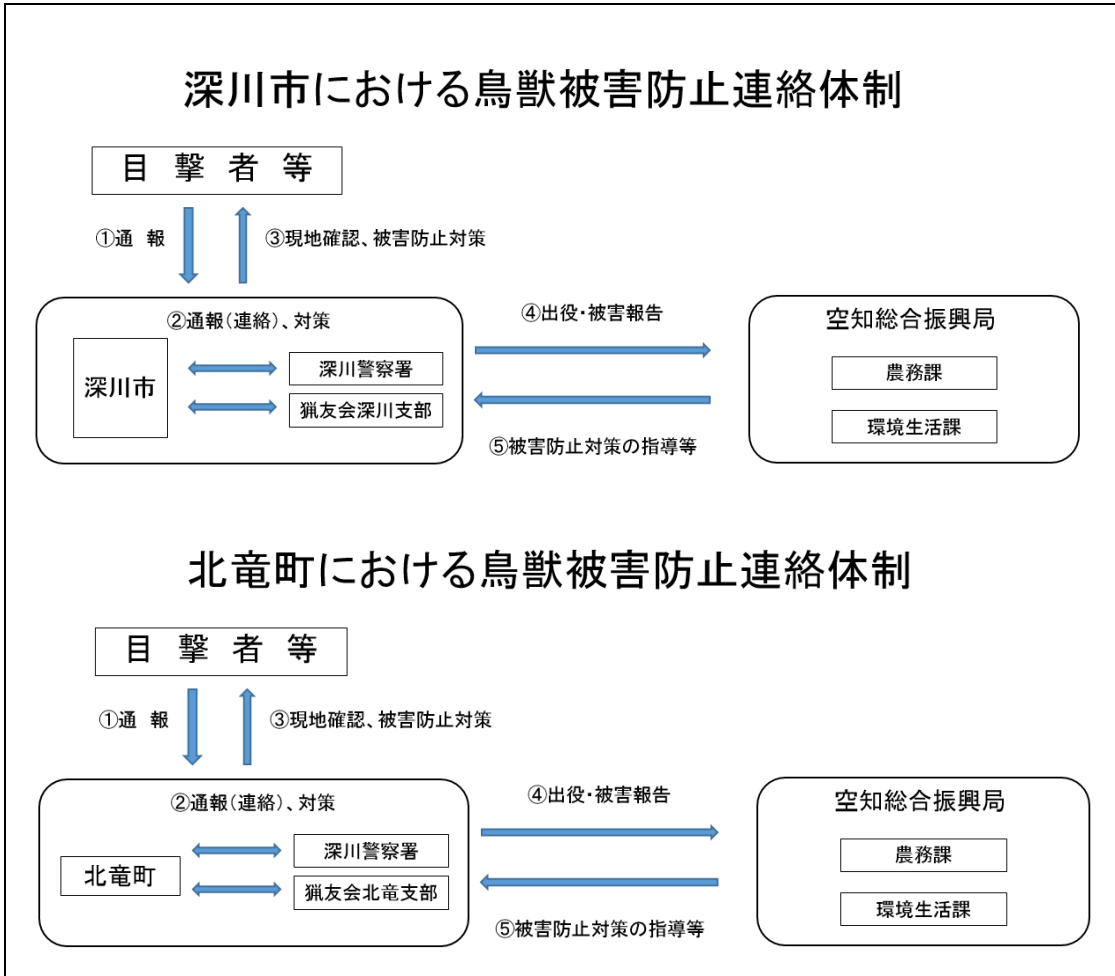 深川市における鳥獣被害防止連絡体制
目撃者等
①通報
③現地確認、被害防止対策
②通報(連絡)、対策
深川市
深川警察署
猟友会深川支部
④出役・被害報告
⑤被害防止対策の指導等
空知総合振興局
農務課
環境生活課
北竜町における鳥獣被害防止連絡体制
目撃者等
①通報
③現地確認、被害防止対策
②通報(連絡)、対策
北竜町
深川警察署
猟友会北竜支部
④出役・被害報告
⑤被害防止対策の指導等
空知総合振興局
農務課
環境生活課